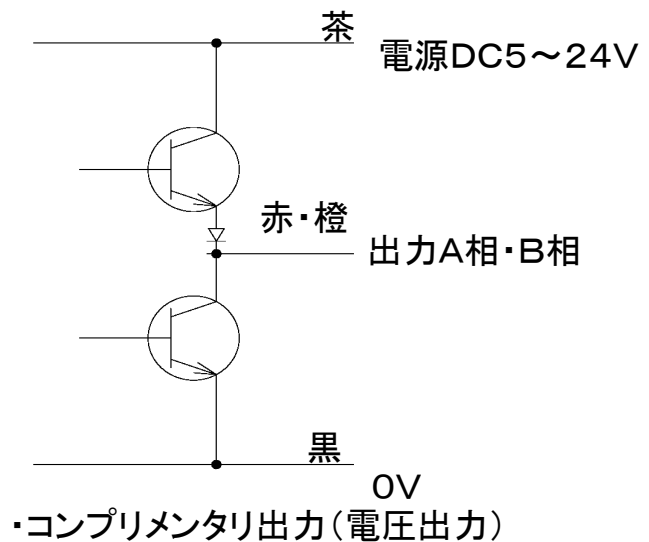 茶
電源DC5～24V
赤・橙
出力A相・B相
黒
0V
・コンプリメンタリ出力(電圧出力)